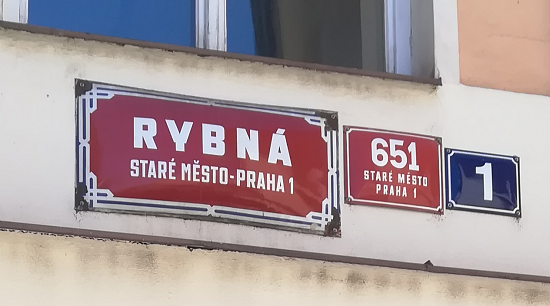 RYBNÁ
STARÉ MĚSTO-PRAHA 1
651
STARÉ MĚSTO
PRAHA 1
1